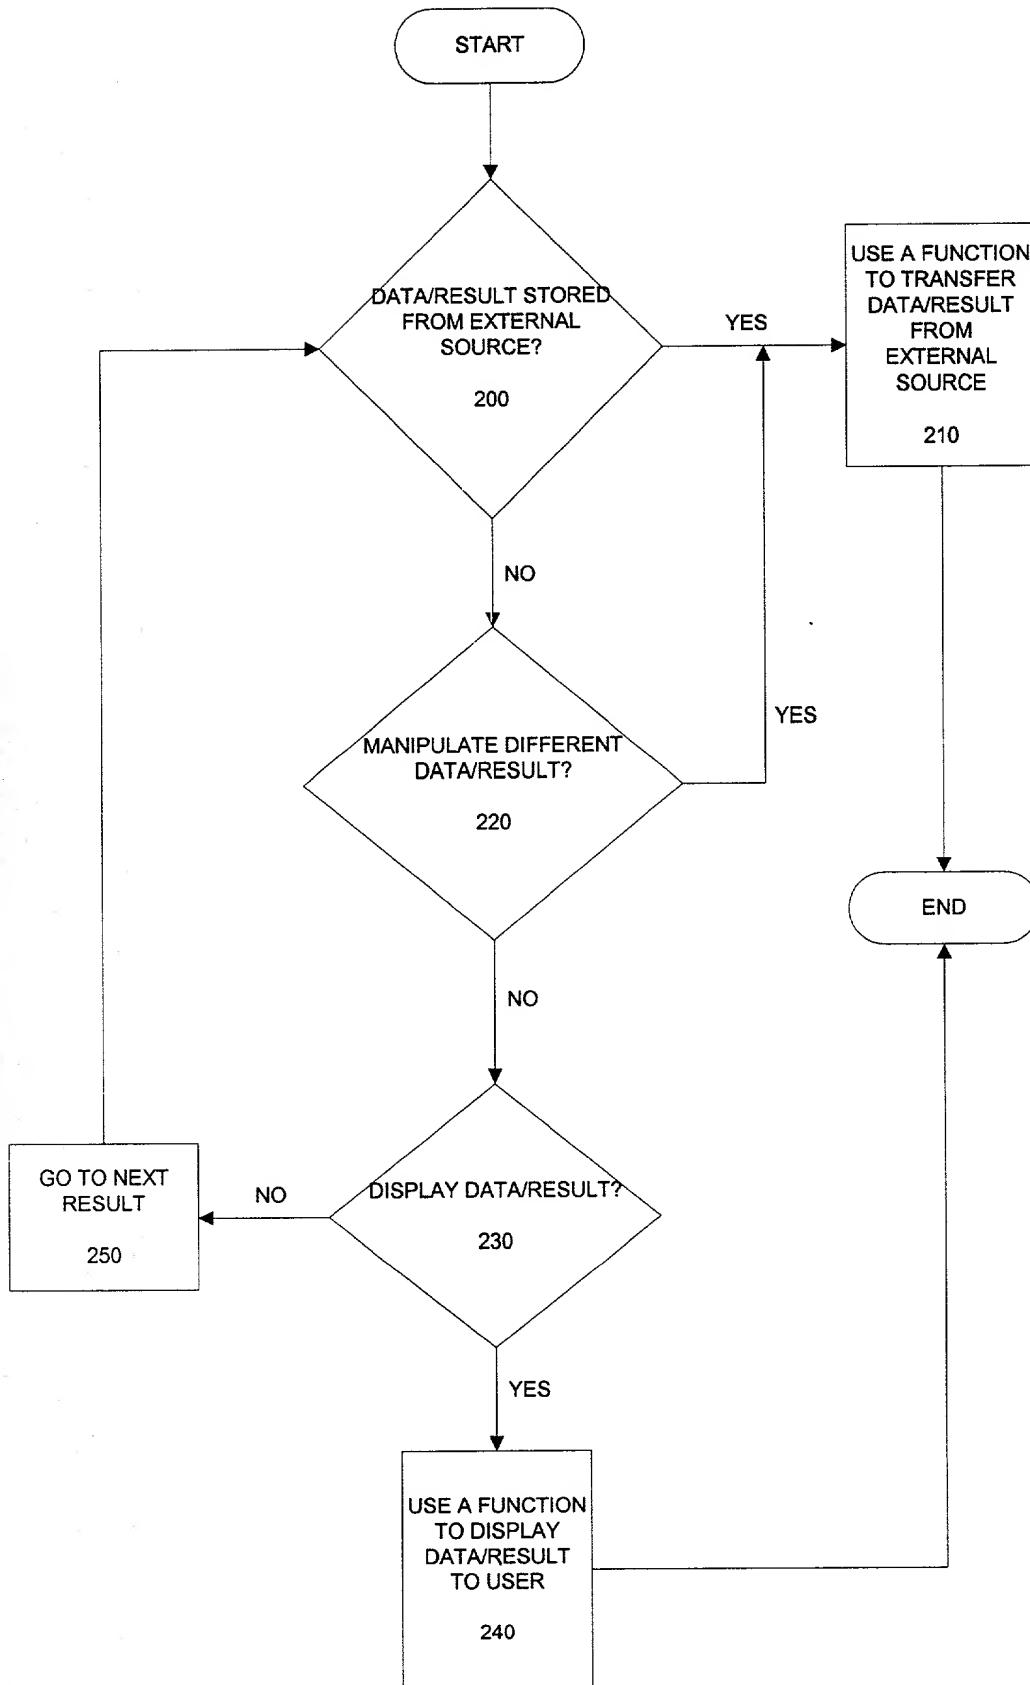 START
DATA/RESULT STORED
FROM EXTERNAL
SOURCE?
200
YES
USE A FUNCTION
TO TRANSFER
DATA/RESULT
FROM
EXTERNAL
SOURCE
210
NO
MANIPULATE DIFFERENT
DATA/RESULT?
220
YES
END
NO
DISPLAY DATA/RESULT?
230
NO
GO TO NEXT
RESULT
250
YES
USE A FUNCTION
TO DISPLAY
DATA/RESULT
TO USER
240